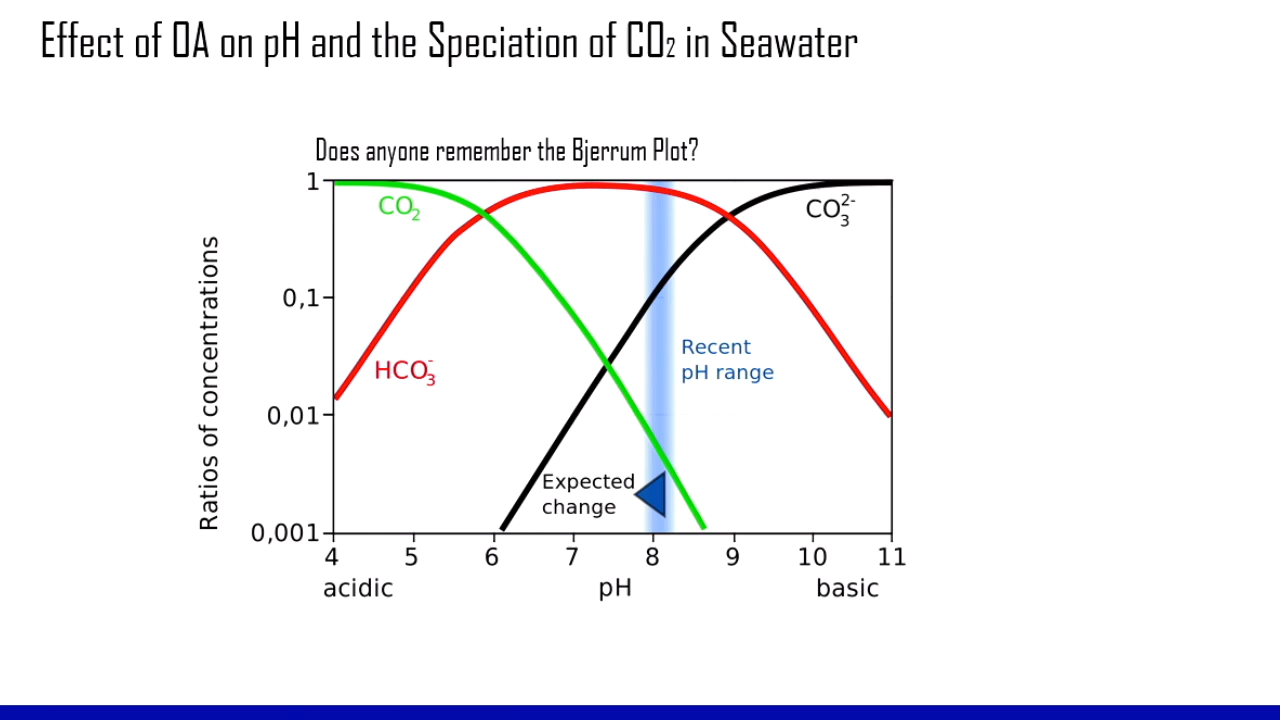 Effect of OA on pH and the Speciation of CO₂ in Seawater
Does anyone remember the Bjerrum Plot?
1
CO₂
CO₃²⁻
0,1
Recent
pH range
HCO₃⁻
Ratios of concentrations
0,01
Expected
change
0,001
4 5 6 7 8 9 10 11
acidic pH basic